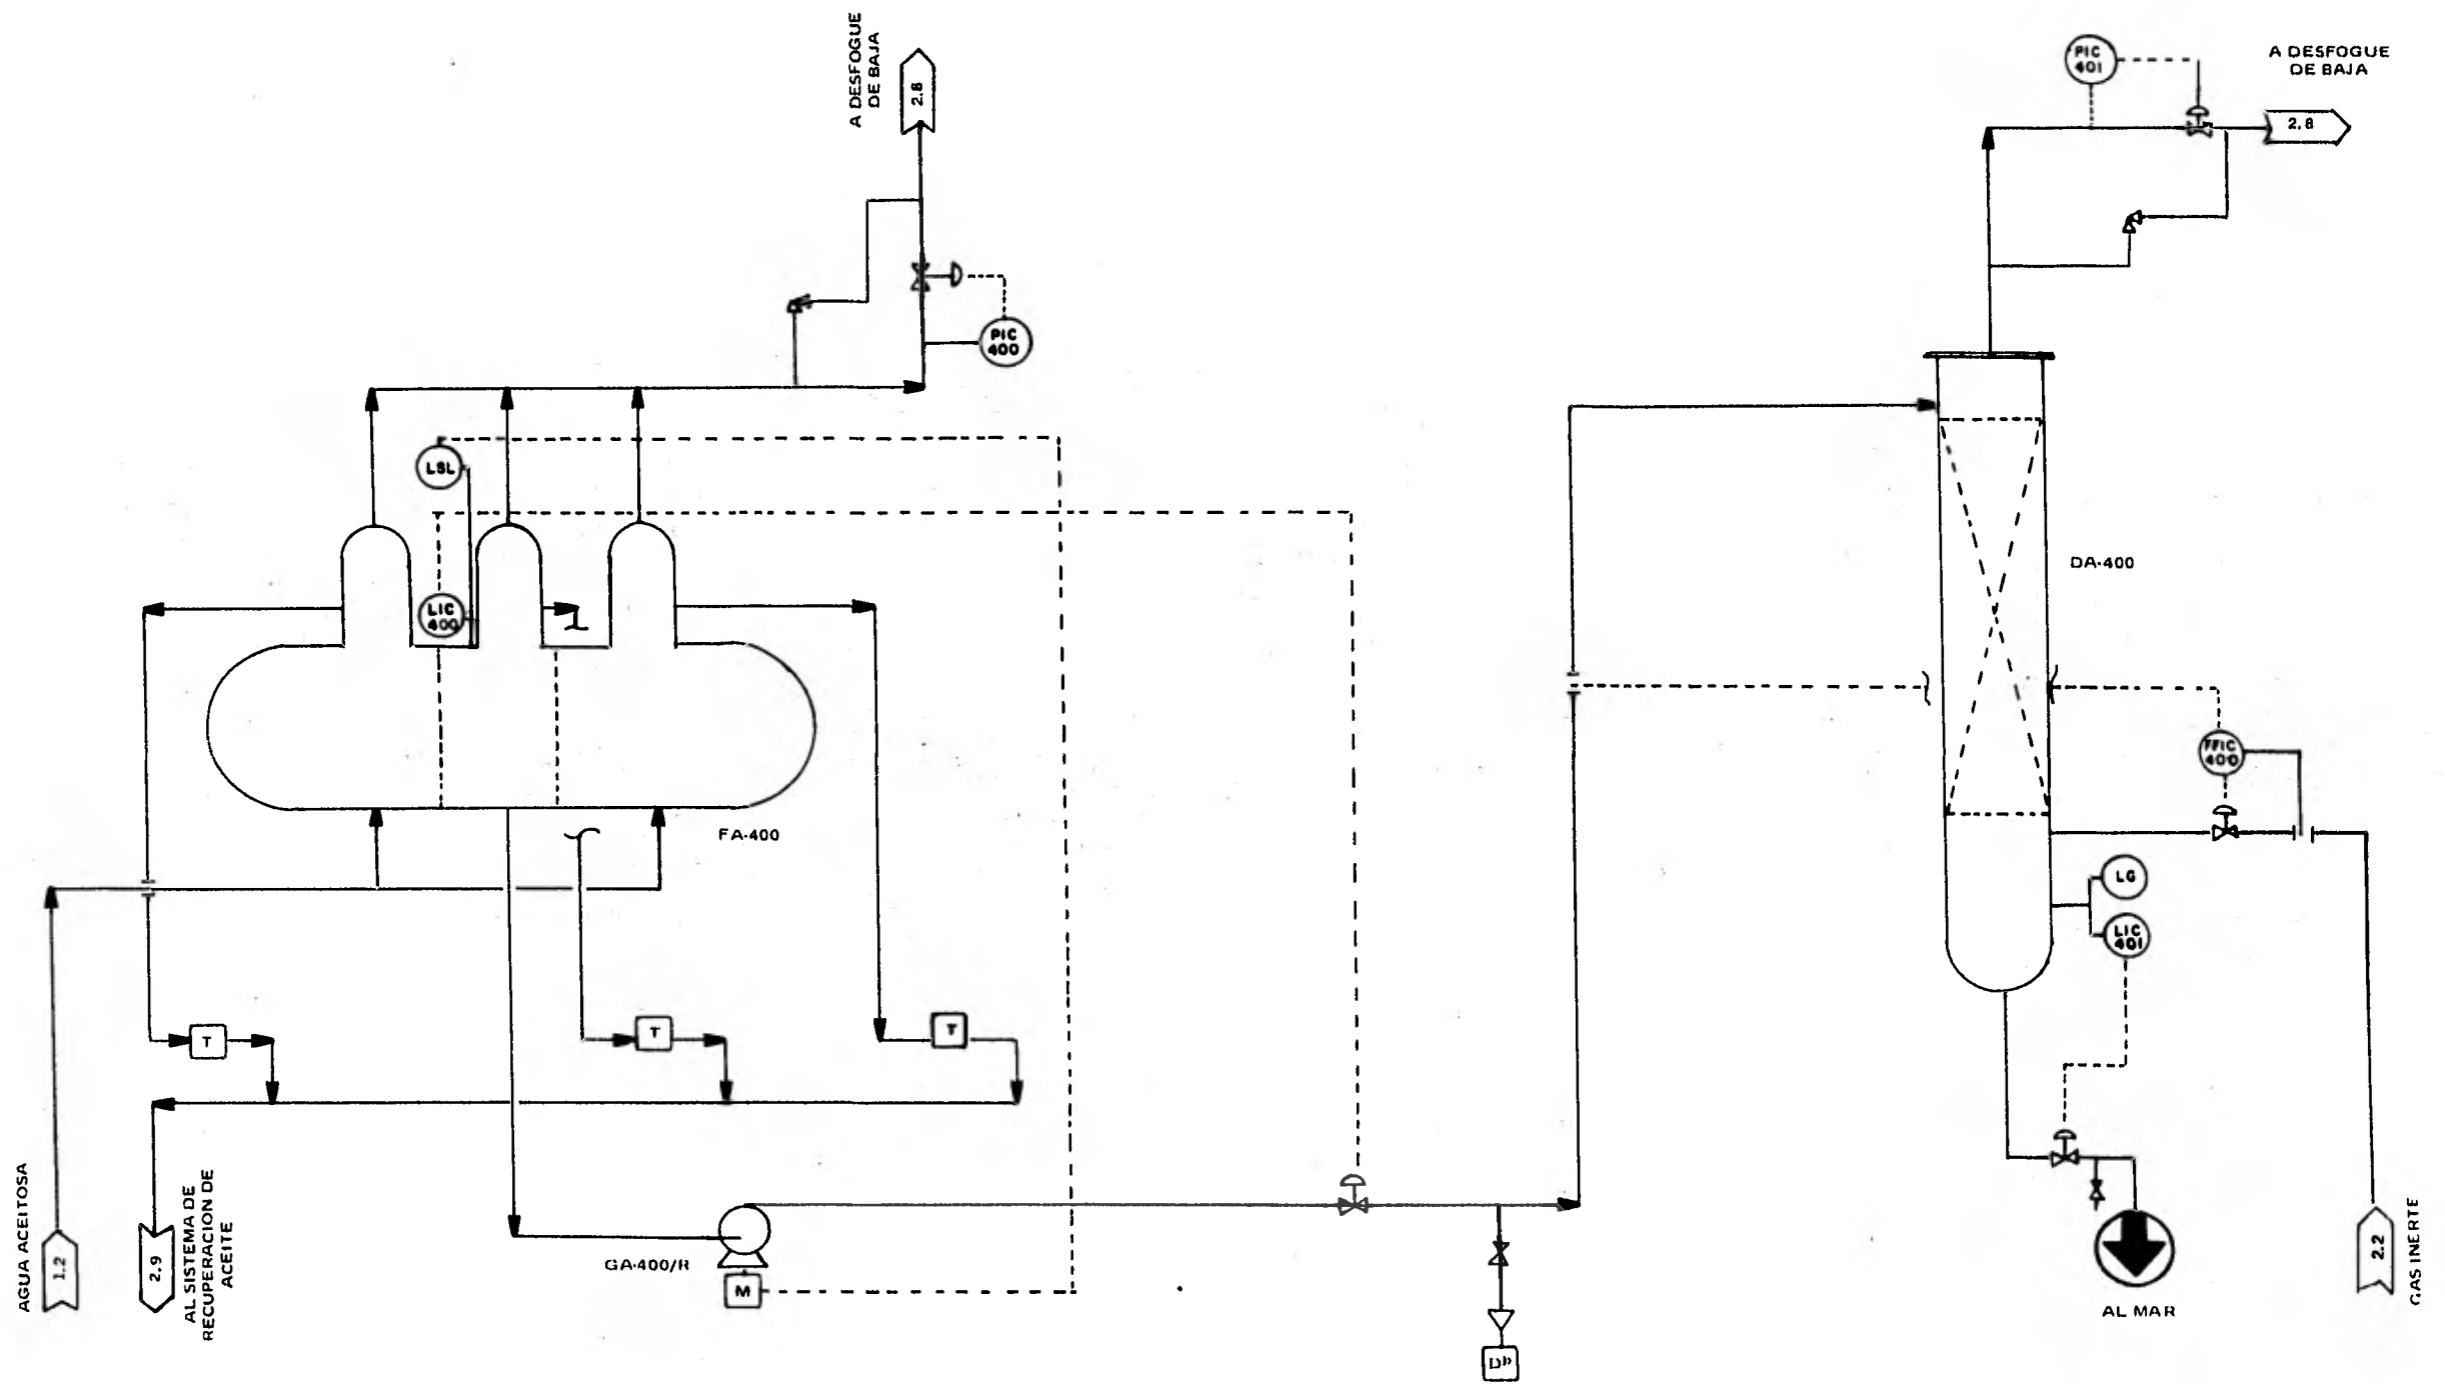 A DESFOGUE
DE BAJA
2.8
PIC
401
A DESFOGUE
DE BAJA
2.8
PIC
400
LSL
LIC
400
DA-400
FFIC
400
FA-400
LG
LIC
401
T
T
T
GA-400/R
M
AGUA ACEITOSA
1.2
2.9
AL SISTEMA DE
RECUPERACION DE
ACEITE
AL MAR
2.2
GAS INERTE